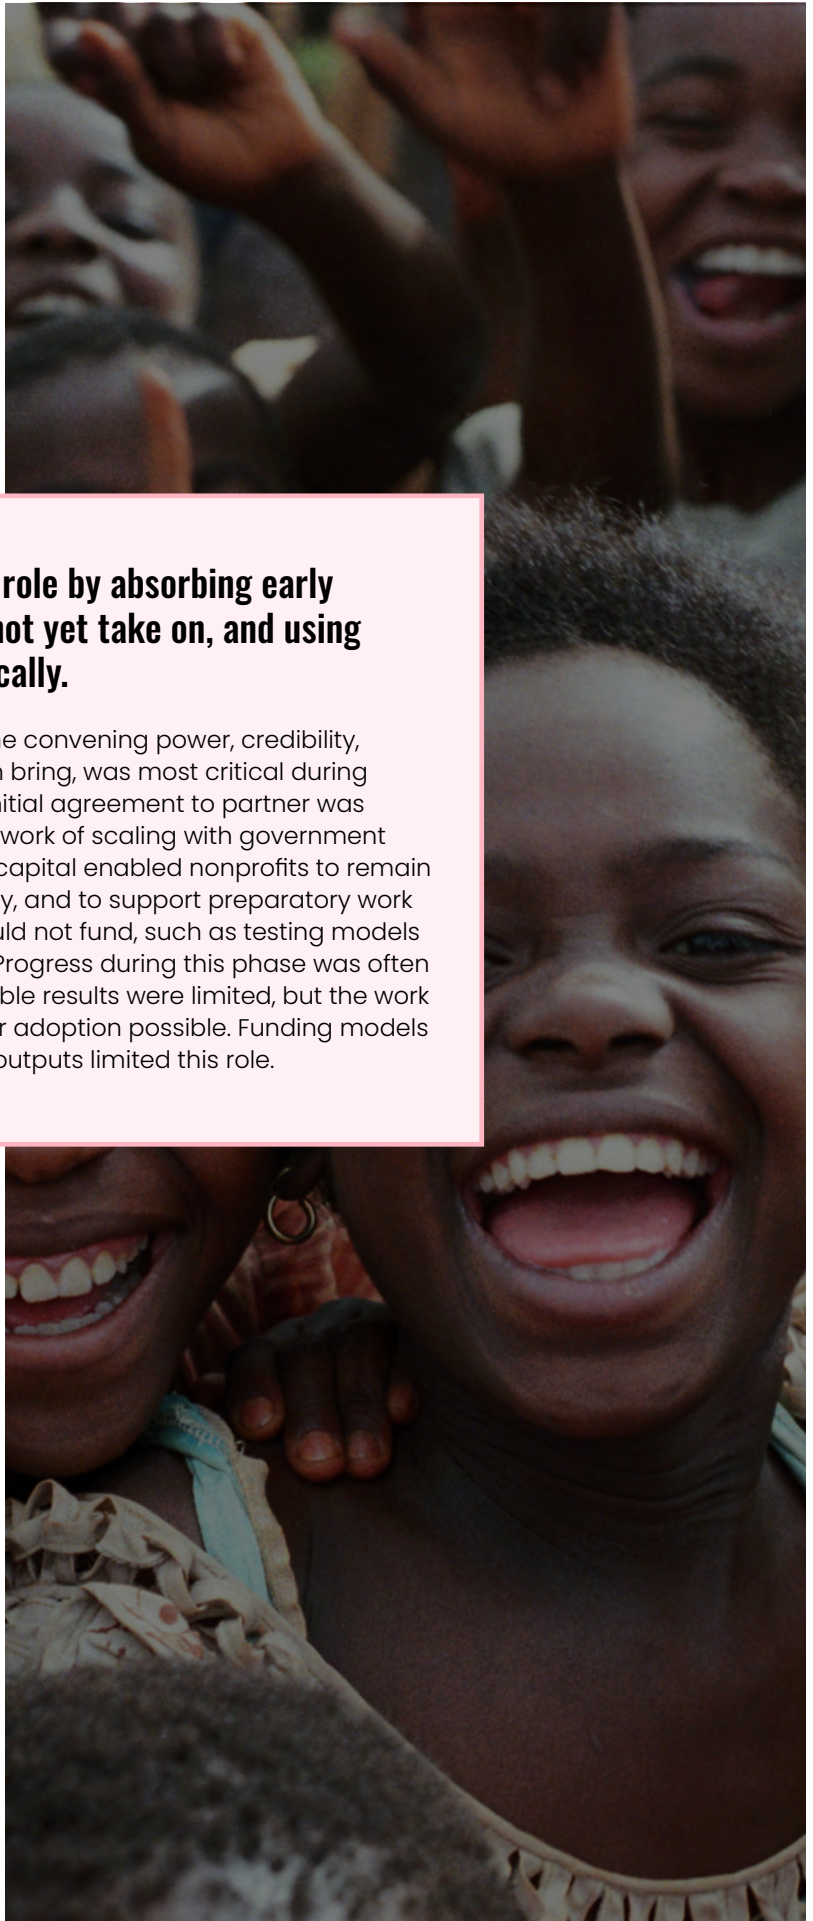 role by absorbing early
not yet take on, and using
cally.
e convening power, credibility,
bring, was most critical during
itial agreement to partner was
work of scaling with government
capital enabled nonprofits to remain
y, and to support preparatory work
uld not fund, such as testing models
Progress during this phase was often
ble results were limited, but the work
r adoption possible. Funding models
outputs limited this role.